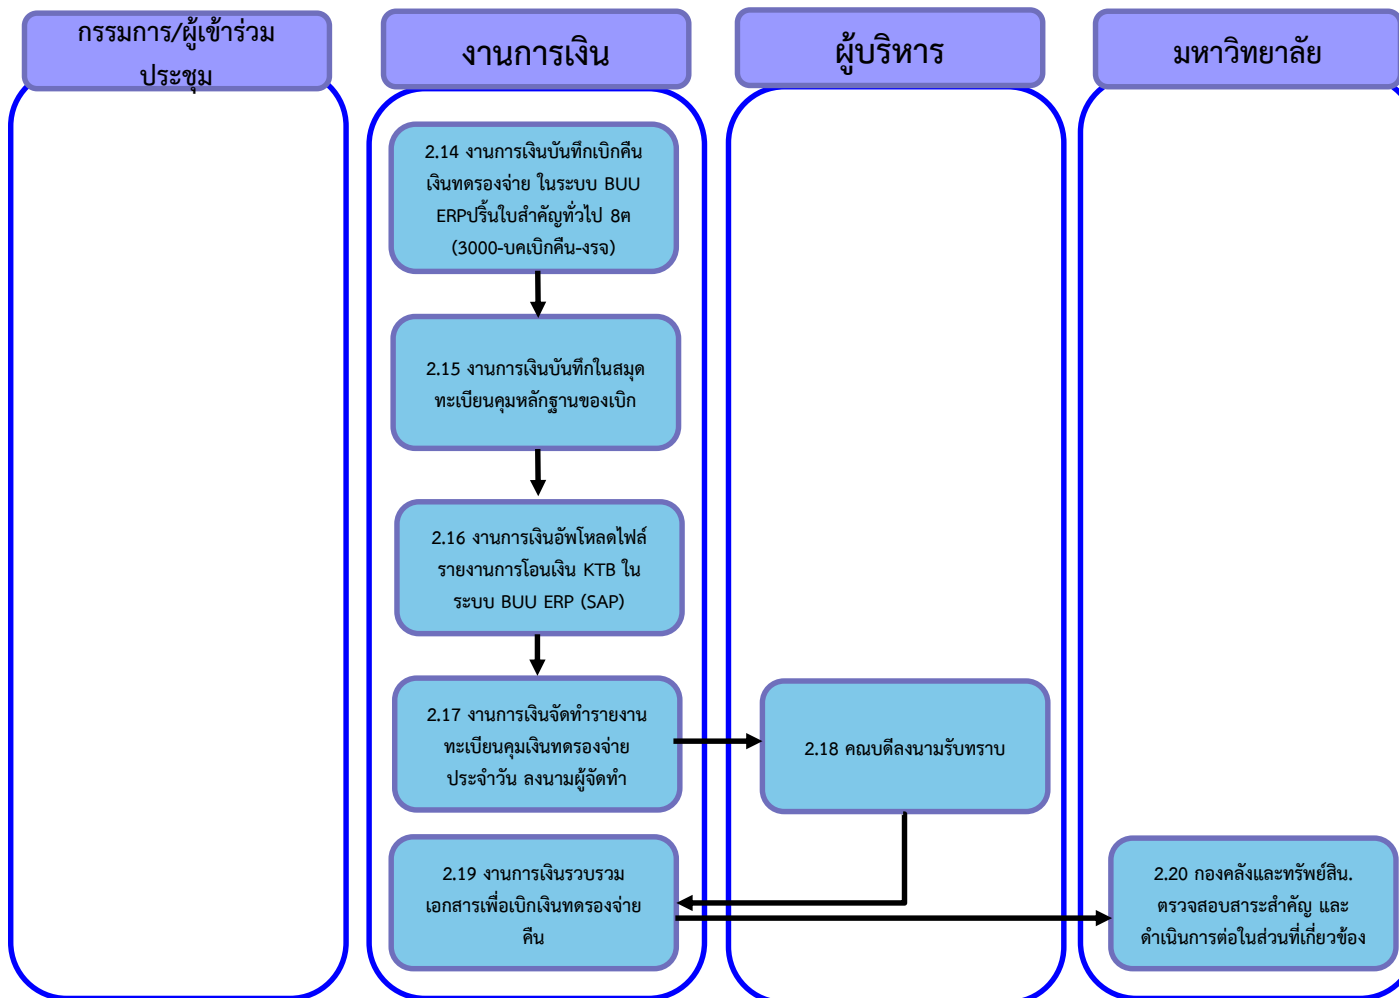 กรรมการ/ผู้เข้าร่วม
ประชุม
งานการเงิน
ผู้บริหาร
มหาวิทยาลัย
2.14 งานการเงินบันทึกเบิกคืน
เงินทดรองจ่าย ในระบบ BUU
ERPปริ้นใบสำคัญทั่วไป 8ฅ
(3000-บคเบิกคืน-งรจ)
2.15 งานการเงินบันทึกในสมุด
ทะเบียนคุมหลักฐานของเบิก
2.16 งานการเงินอัพโหลดไฟล์
รายงานการโอนเงิน KTB ใน
ระบบ BUU ERP (SAP)
2.17 งานการเงินจัดทำรายงาน
ทะเบียนคุมเงินทดรองจ่าย
ประจำวัน ลงนามผู้จัดทำ
2.18 คณบดีลงนามรับทราบ
2.19 งานการเงินรวบรวม
เอกสารเพื่อเบิกเงินทดรองจ่าย
คืน
2.20 กองคลังและทรัพย์สิน.
ตรวจสอบสาระสำคัญ และ
ดำเนินการต่อในส่วนที่เกี่ยวข้อง